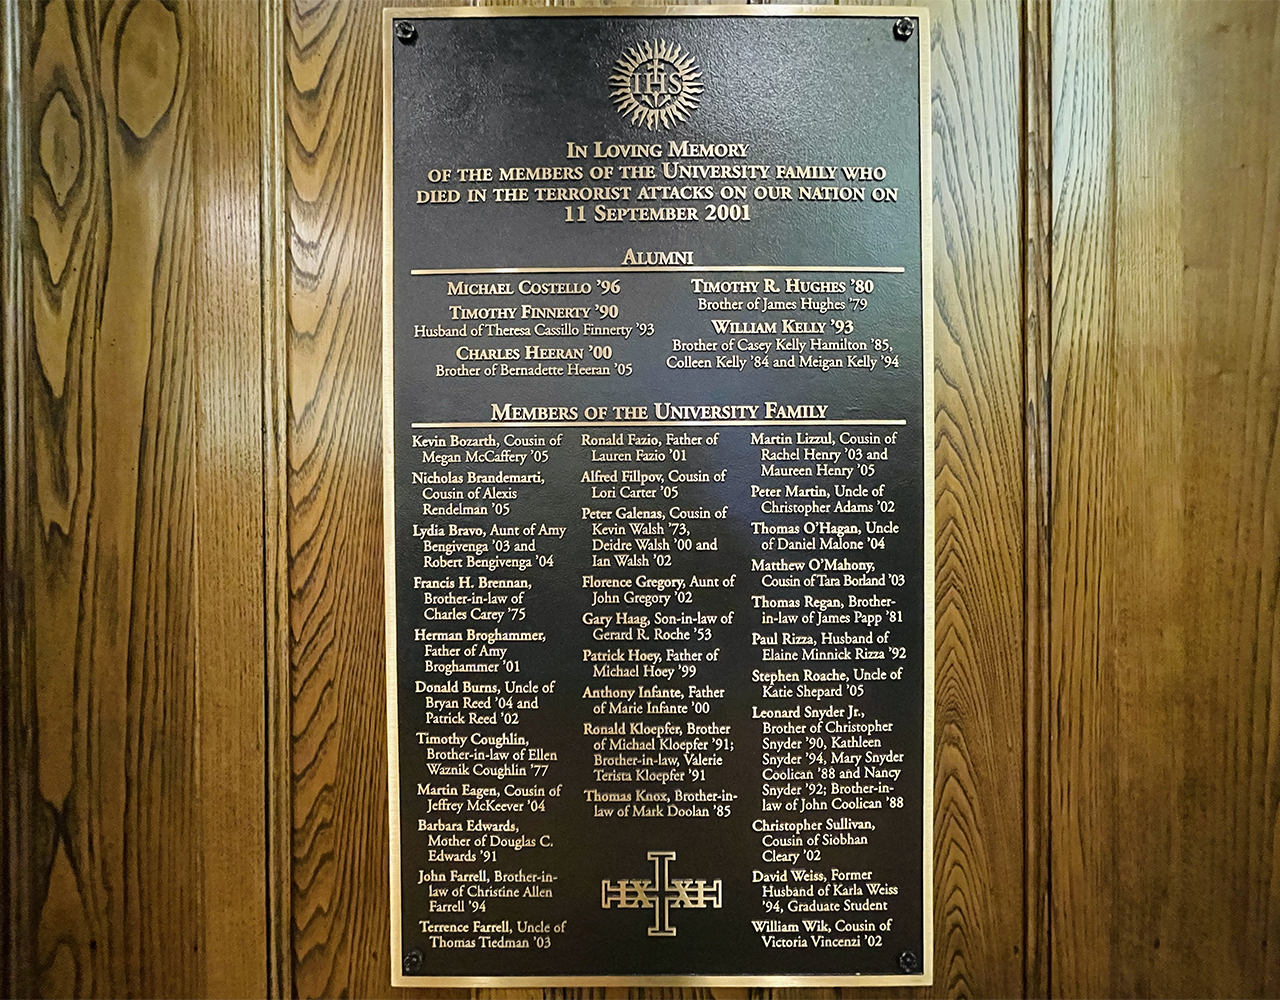 IHS
In Loving Memory
of the members of the University family who
died in the terrorist attacks on our nation on
11 September 2001
Alumni
Michael Costello ’96
Timothy Finnerty ’90
Husband of Theresa Cassillo Finnerty ’93
Charles Heeran ’00
Brother of Bernadette Heeran ’05
Timothy R. Hughes ’80
Brother of James Hughes ’79
William Kelly ’93
Brother of Casey Kelly Hamilton ’85,
Colleen Kelly ’84 and Meigan Kelly ’94
Members of the University Family
Kevin Bozarth, Cousin of
Megan McCaffery ’05
Nicholas Brandemarti,
Cousin of Alexis
Rendelman ’05
Lydia Bravo, Aunt of Amy
Bengivenga ’03 and
Robert Bengivenga ’04
Francis H. Brennan,
Brother-in-law of
Charles Carey ’75
Herman Broghammer,
Father of Amy
Broghammer ’01
Donald Burns, Uncle of
Bryan Reed ’04 and
Patrick Reed ’02
Timothy Coughlin,
Brother-in-law of Ellen
Waznik Coughlin ’77
Martin Eagen, Cousin of
Jeffrey McKeever ’04
Barbara Edwards,
Mother of Douglas C.
Edwards ’91
John Farrell, Brother-in-
law of Christine Allen
Farrell ’94
Terrence Farrell, Uncle of
Thomas Tiedman ’03
Ronald Fazio, Father of
Lauren Fazio ’01
Alfred Fillpov, Cousin of
Lori Carter ’05
Peter Galenas, Cousin of
Kevin Walsh ’73,
Deidre Walsh ’00 and
Ian Walsh ’02
Florence Gregory, Aunt of
John Gregory ’02
Gary Haag, Son-in-law of
Gerard R. Roche ’53
Patrick Hoey, Father of
Michael Hoey ’99
Anthony Infante, Father
of Marie Infante ’00
Ronald Kloepfer, Brother
of Michael Kloepfer ’91;
Brother-in-law, Valerie
Terista Kloepfer ’91
Thomas Knox, Brother-in-
law of Mark Doolan ’85
Martin Lizzul, Cousin of
Rachel Henry ’03 and
Maureen Henry ’05
Peter Martin, Uncle of
Christopher Adams ’02
Thomas O’Hagan, Uncle
of Daniel Malone ’04
Matthew O’Mahony,
Cousin of Tara Borland ’03
Thomas Regan, Brother-
in-law of James Papp ’81
Paul Rizza, Husband of
Elaine Minnick Rizza ’92
Stephen Roache, Uncle of
Katie Shepard ’05
Leonard Snyder Jr.,
Brother of Christopher
Snyder ’90, Kathleen
Snyder ’94, Mary Snyder
Coolican ’88 and Nancy
Snyder ’92; Brother-in-
law of John Coolican ’88
Christopher Sullivan,
Cousin of Siobhan
Cleary ’02
David Weiss, Former
Husband of Karla Weiss
’94, Graduate Student
William Wik, Cousin of
Victoria Vincenzi ’02